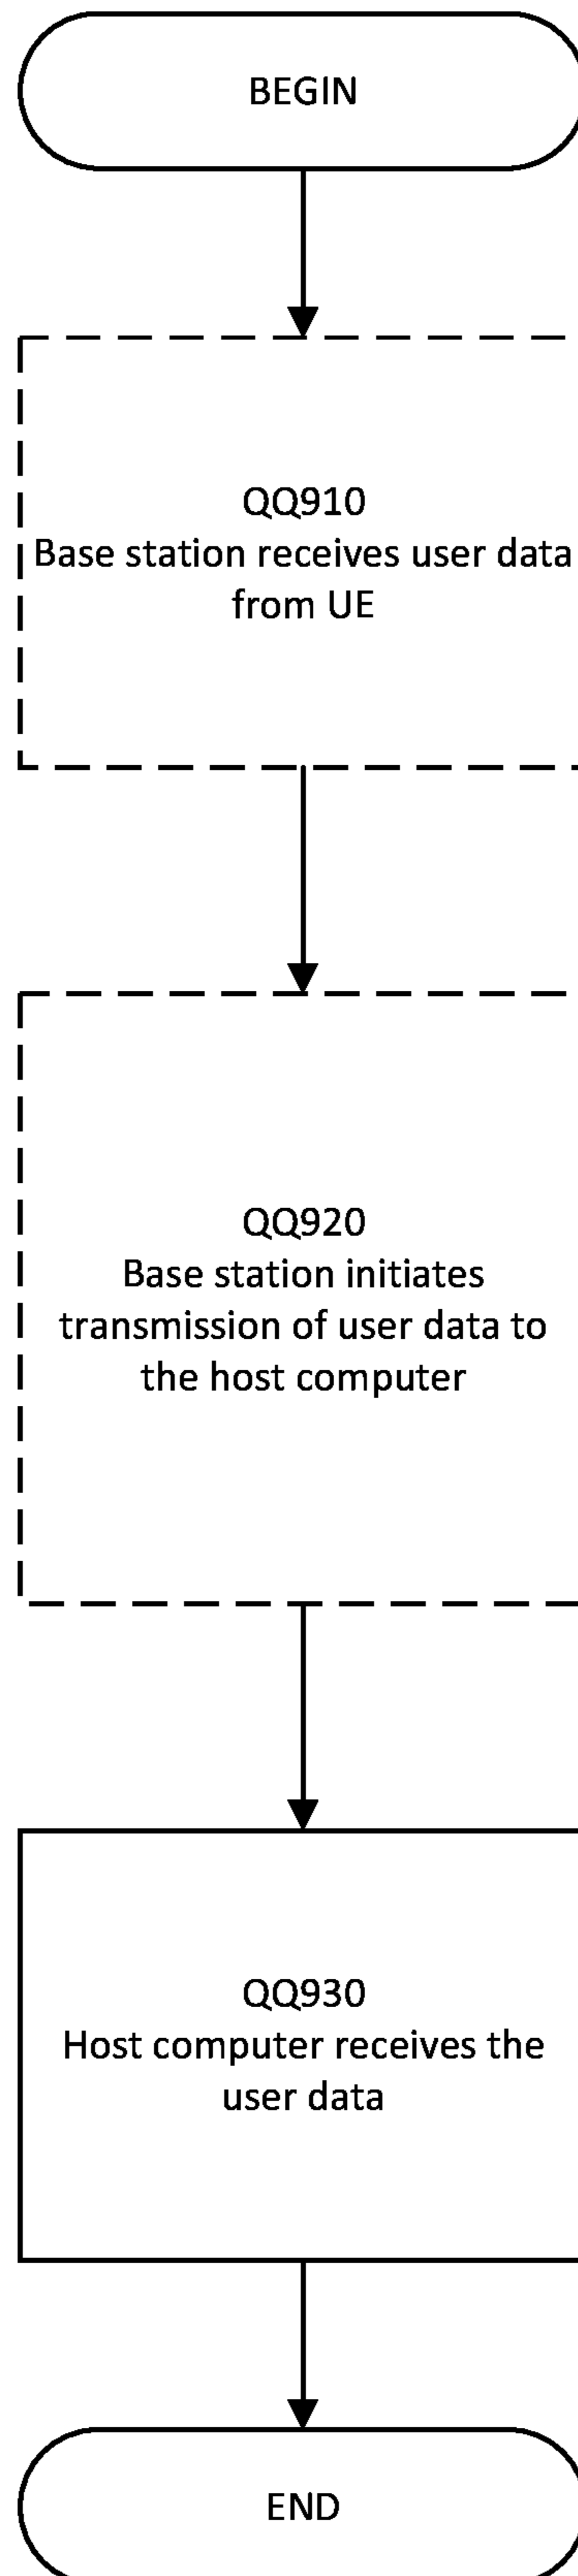 BEGIN
QQ910
Base station receives user data
from UE
QQ920
Base station initiates
transmission of user data to
the host computer
QQ930
Host computer receives the
user data
END